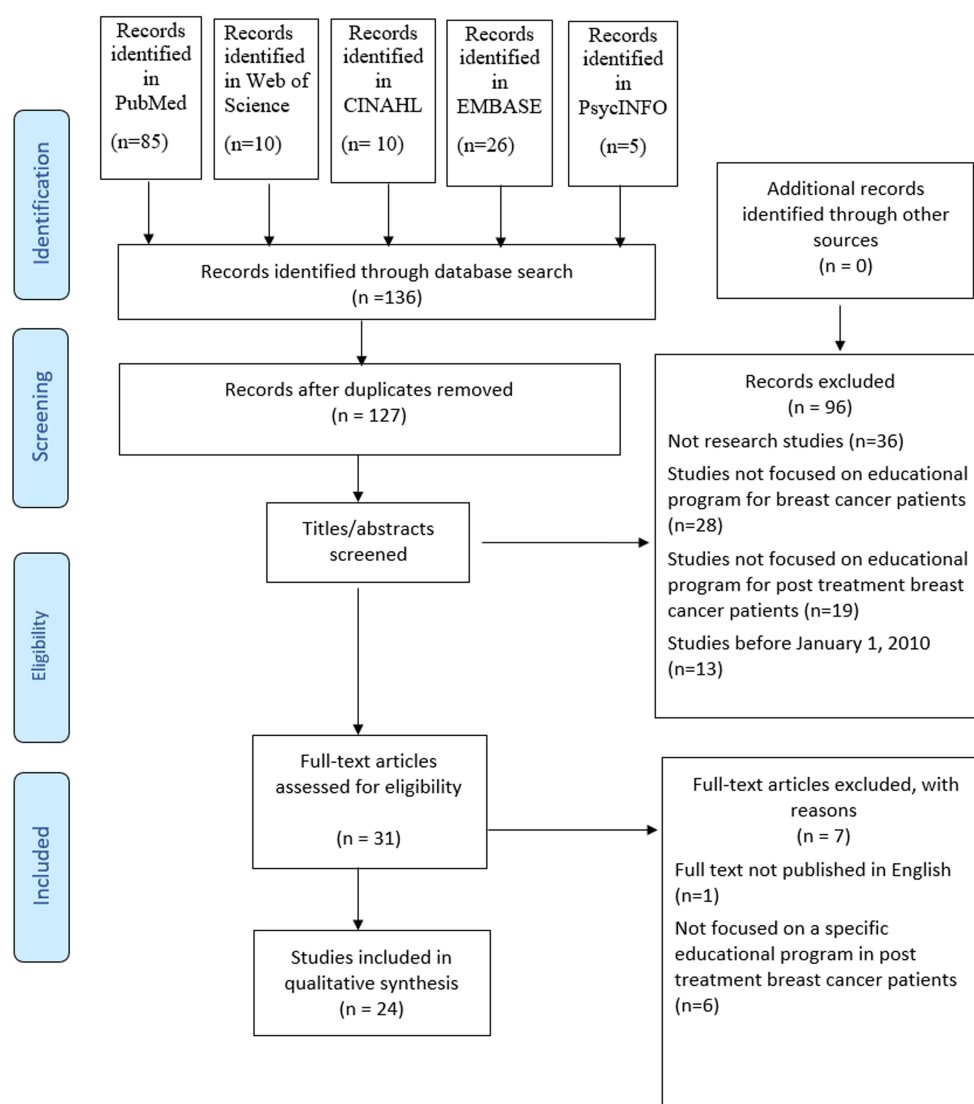 Records
identified
in
PubMed
(n=85)
Records
identified
in Web of
Science
(n=10)
Records
identified
in
CINAHL
(n= 10)
Records
identified
in
EMBASE
(n=26)
Records
identified
in
PsycINFO
(n=5)
Identification
Additional records
identified through other
sources
(n = 0)
Records identified through database search
(n =136)
Screening
Records after duplicates removed
(n = 127)
Records excluded
(n = 96)
Not research studies (n=36)
Studies not focused on educational
program for breast cancer patients
(n=28)
Studies not focused on educational
program for post treatment breast
cancer patients (n=19)
Studies before January 1, 2010
(n=13)
Titles/abstracts
screened
Eligibility
Full-text articles
assessed for eligibility
(n = 31)
Full-text articles excluded, with
reasons
(n = 7)
Full text not published in English
(n=1)
Not focused on a specific
educational program in post
treatment breast cancer patients
(n=6)
Included
Studies included in
qualitative synthesis
(n = 24)